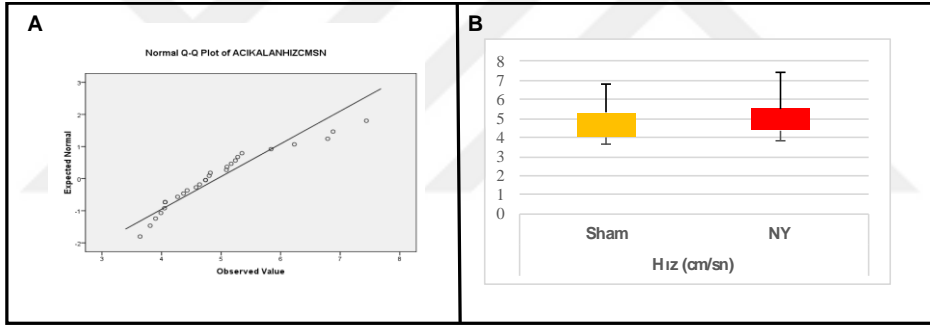 A
Normal Q-Q Plot of ACIKALANHIZCMSN
Expected Normal
3
2
1
0
-1
-2
3
4
5
6
7
8
Observed Value
B
8
7
6
5
4
3
2
1
0
Sham
NY
Hız (cm/sn)